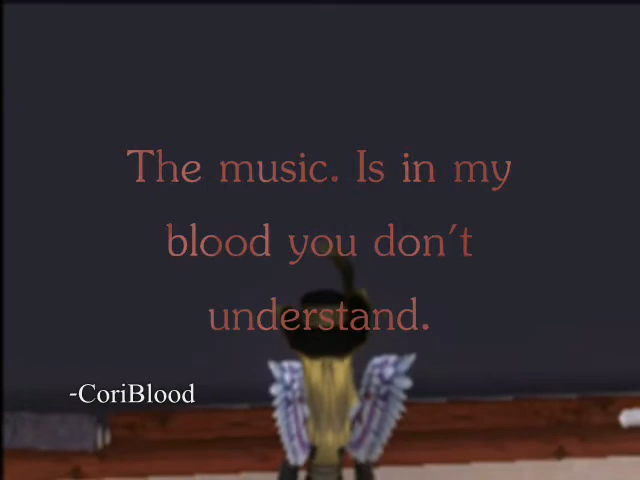 The music. Is in my
blood you don't
understand.
-CoriBlood